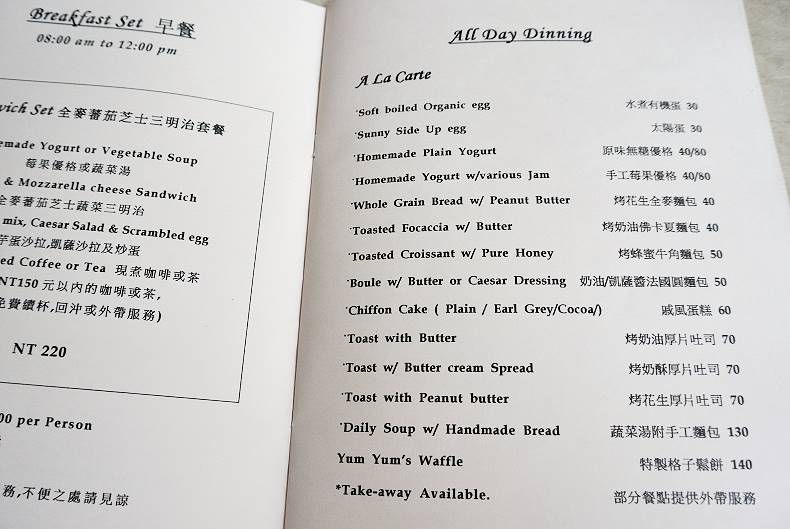 Breakfast Set 早餐
08:00 am to 12:00 pm
Set 全麥蕃茄芝士三明治套餐
Yogurt or Vegetable Soup
莓果優格或蔬菜湯
& Mozzarella cheese Sandwich
全麥蕃茄芝士蔬菜三明治
mix, Caesar Salad & Scrambled egg
芋蛋沙拉,凱薩沙拉及炒蛋
Coffee or Tea 現煮咖啡或茶
NT150 元以內的咖啡或茶,
免費續杯,回沖或外帶服務)
NT 220
00 per Person
務,不便之處請見諒
All Day Dinning
A La Carte
*Soft boiled Organic egg 水煮有機蛋 30
*Sunny Side Up egg 太陽蛋 30
*Homemade Plain Yogurt 原味無糖優格 40/80
*Homemade Yogurt w/various Jam 手工莓果優格 40/80
*Whole Grain Bread w/ Peanut Butter 烤花生全麥麵包 40
*Toasted Focaccia w/ Butter 烤奶油佛卡夏麵包 40
*Toasted Croissant w/ Pure Honey 烤蜂蜜牛角麵包 50
*Boule w/ Butter or Caesar Dressing 奶油/凱薩醬法國圓麵包 50
*Chiffon Cake ( Plain / Earl Grey/Cocoa/) 戚風蛋糕 60
*Toast with Butter 烤奶油厚片吐司 70
*Toast w/ Butter cream Spread 烤奶酥厚片吐司 70
*Toast with Peanut butter 烤花生厚片吐司 70
*Daily Soup w/ Handmade Bread 蔬菜湯附手工麵包 130
Yum Yum's Waffle 特製格子鬆餅 140
*Take-away Available. 部分餐點提供外帶服務